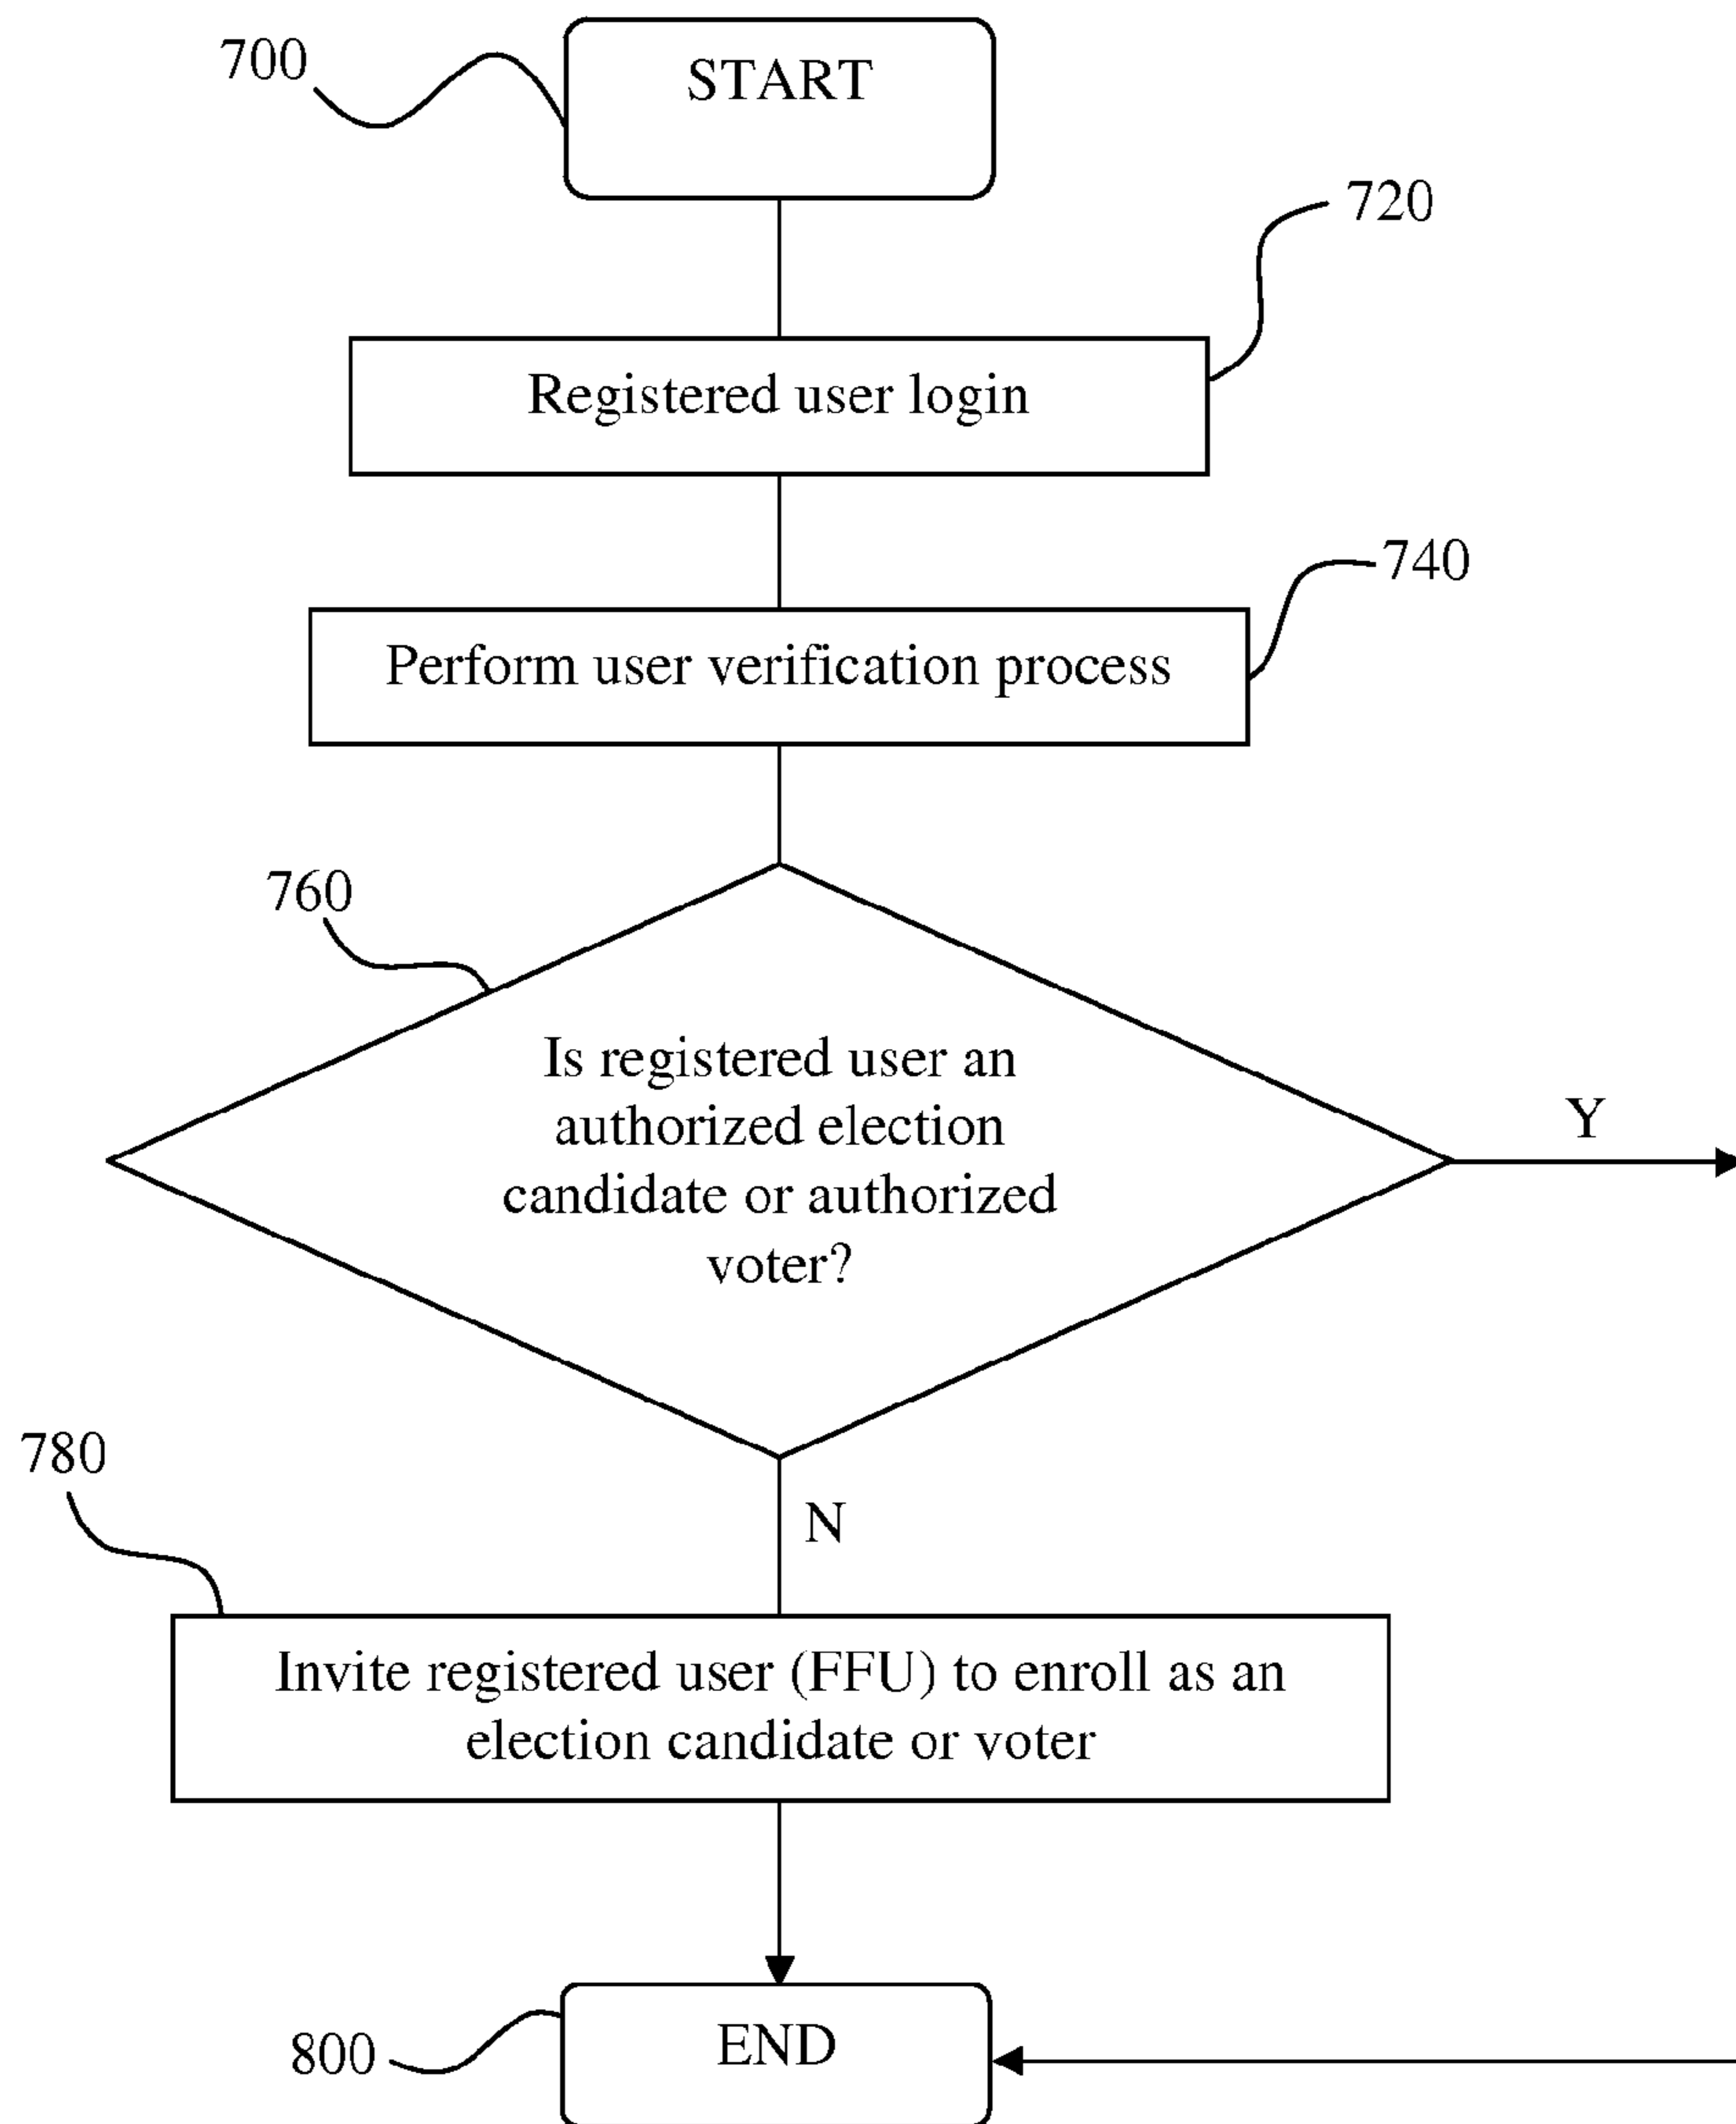 700
START
720
Registered user login
740
Perform user verification process
760
Is registered user an
authorized election
candidate or authorized
voter?
Y
780
N
Invite registered user (FFU) to enroll as an
election candidate or voter
800
END